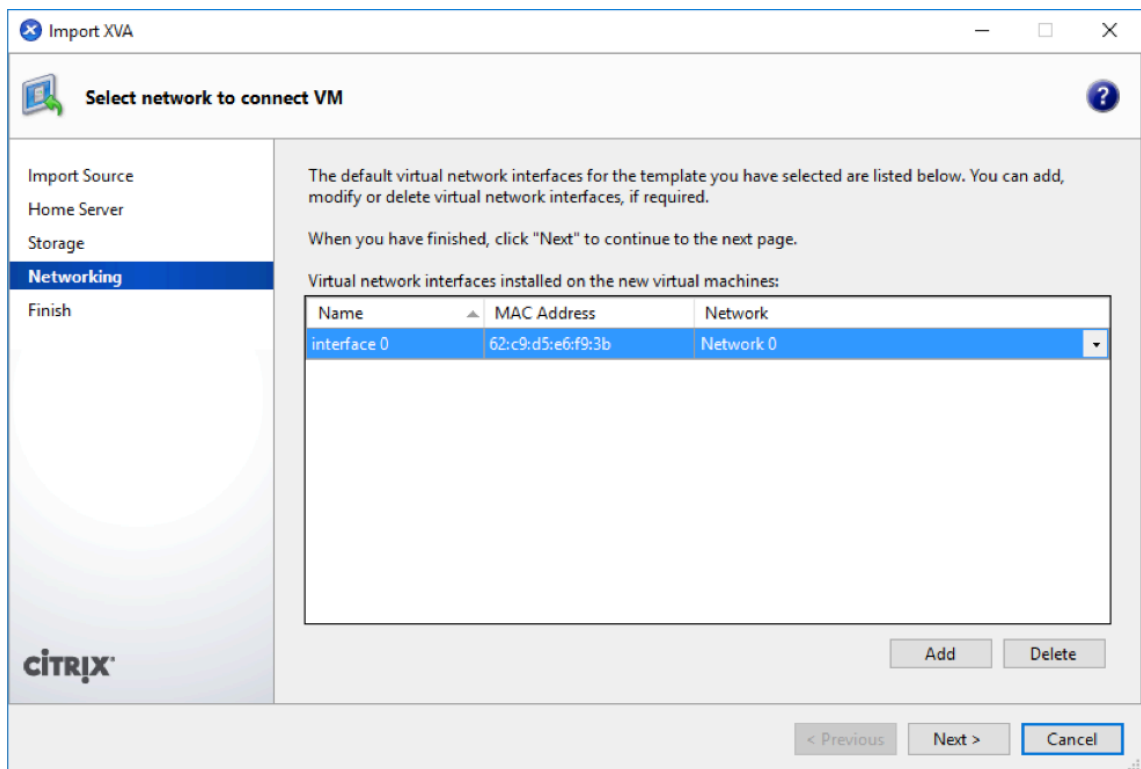 Import XVA
Select network to connect VM
?
Import Source
Home Server
Storage
Networking
Finish
CİTRIX
The default virtual network interfaces for the template you have selected are listed below. You can add,
modify or delete virtual network interfaces, if required.
When you have finished, click "Next" to continue to the next page.
Virtual network interfaces installed on the new virtual machines:
Name MAC Address Network
interface 0 62:c9:d5:e6:f9:3b Network 0
Add Delete
< Previous Next > Cancel